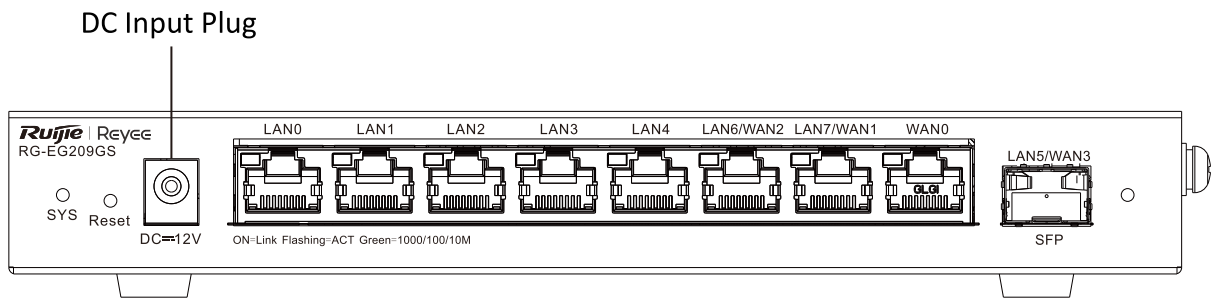 DC Input Plug
Ruijie | Reyee
RG-EG209GS
LAN0 LAN1 LAN2 LAN3 LAN4 LAN6/WAN2 LAN7/WAN1 WAN0
GLGI
LAN5/WAN3
SYS
Reset
DC⎓12V
ON=Link Flashing=ACT Green=1000/100/10M
SFP